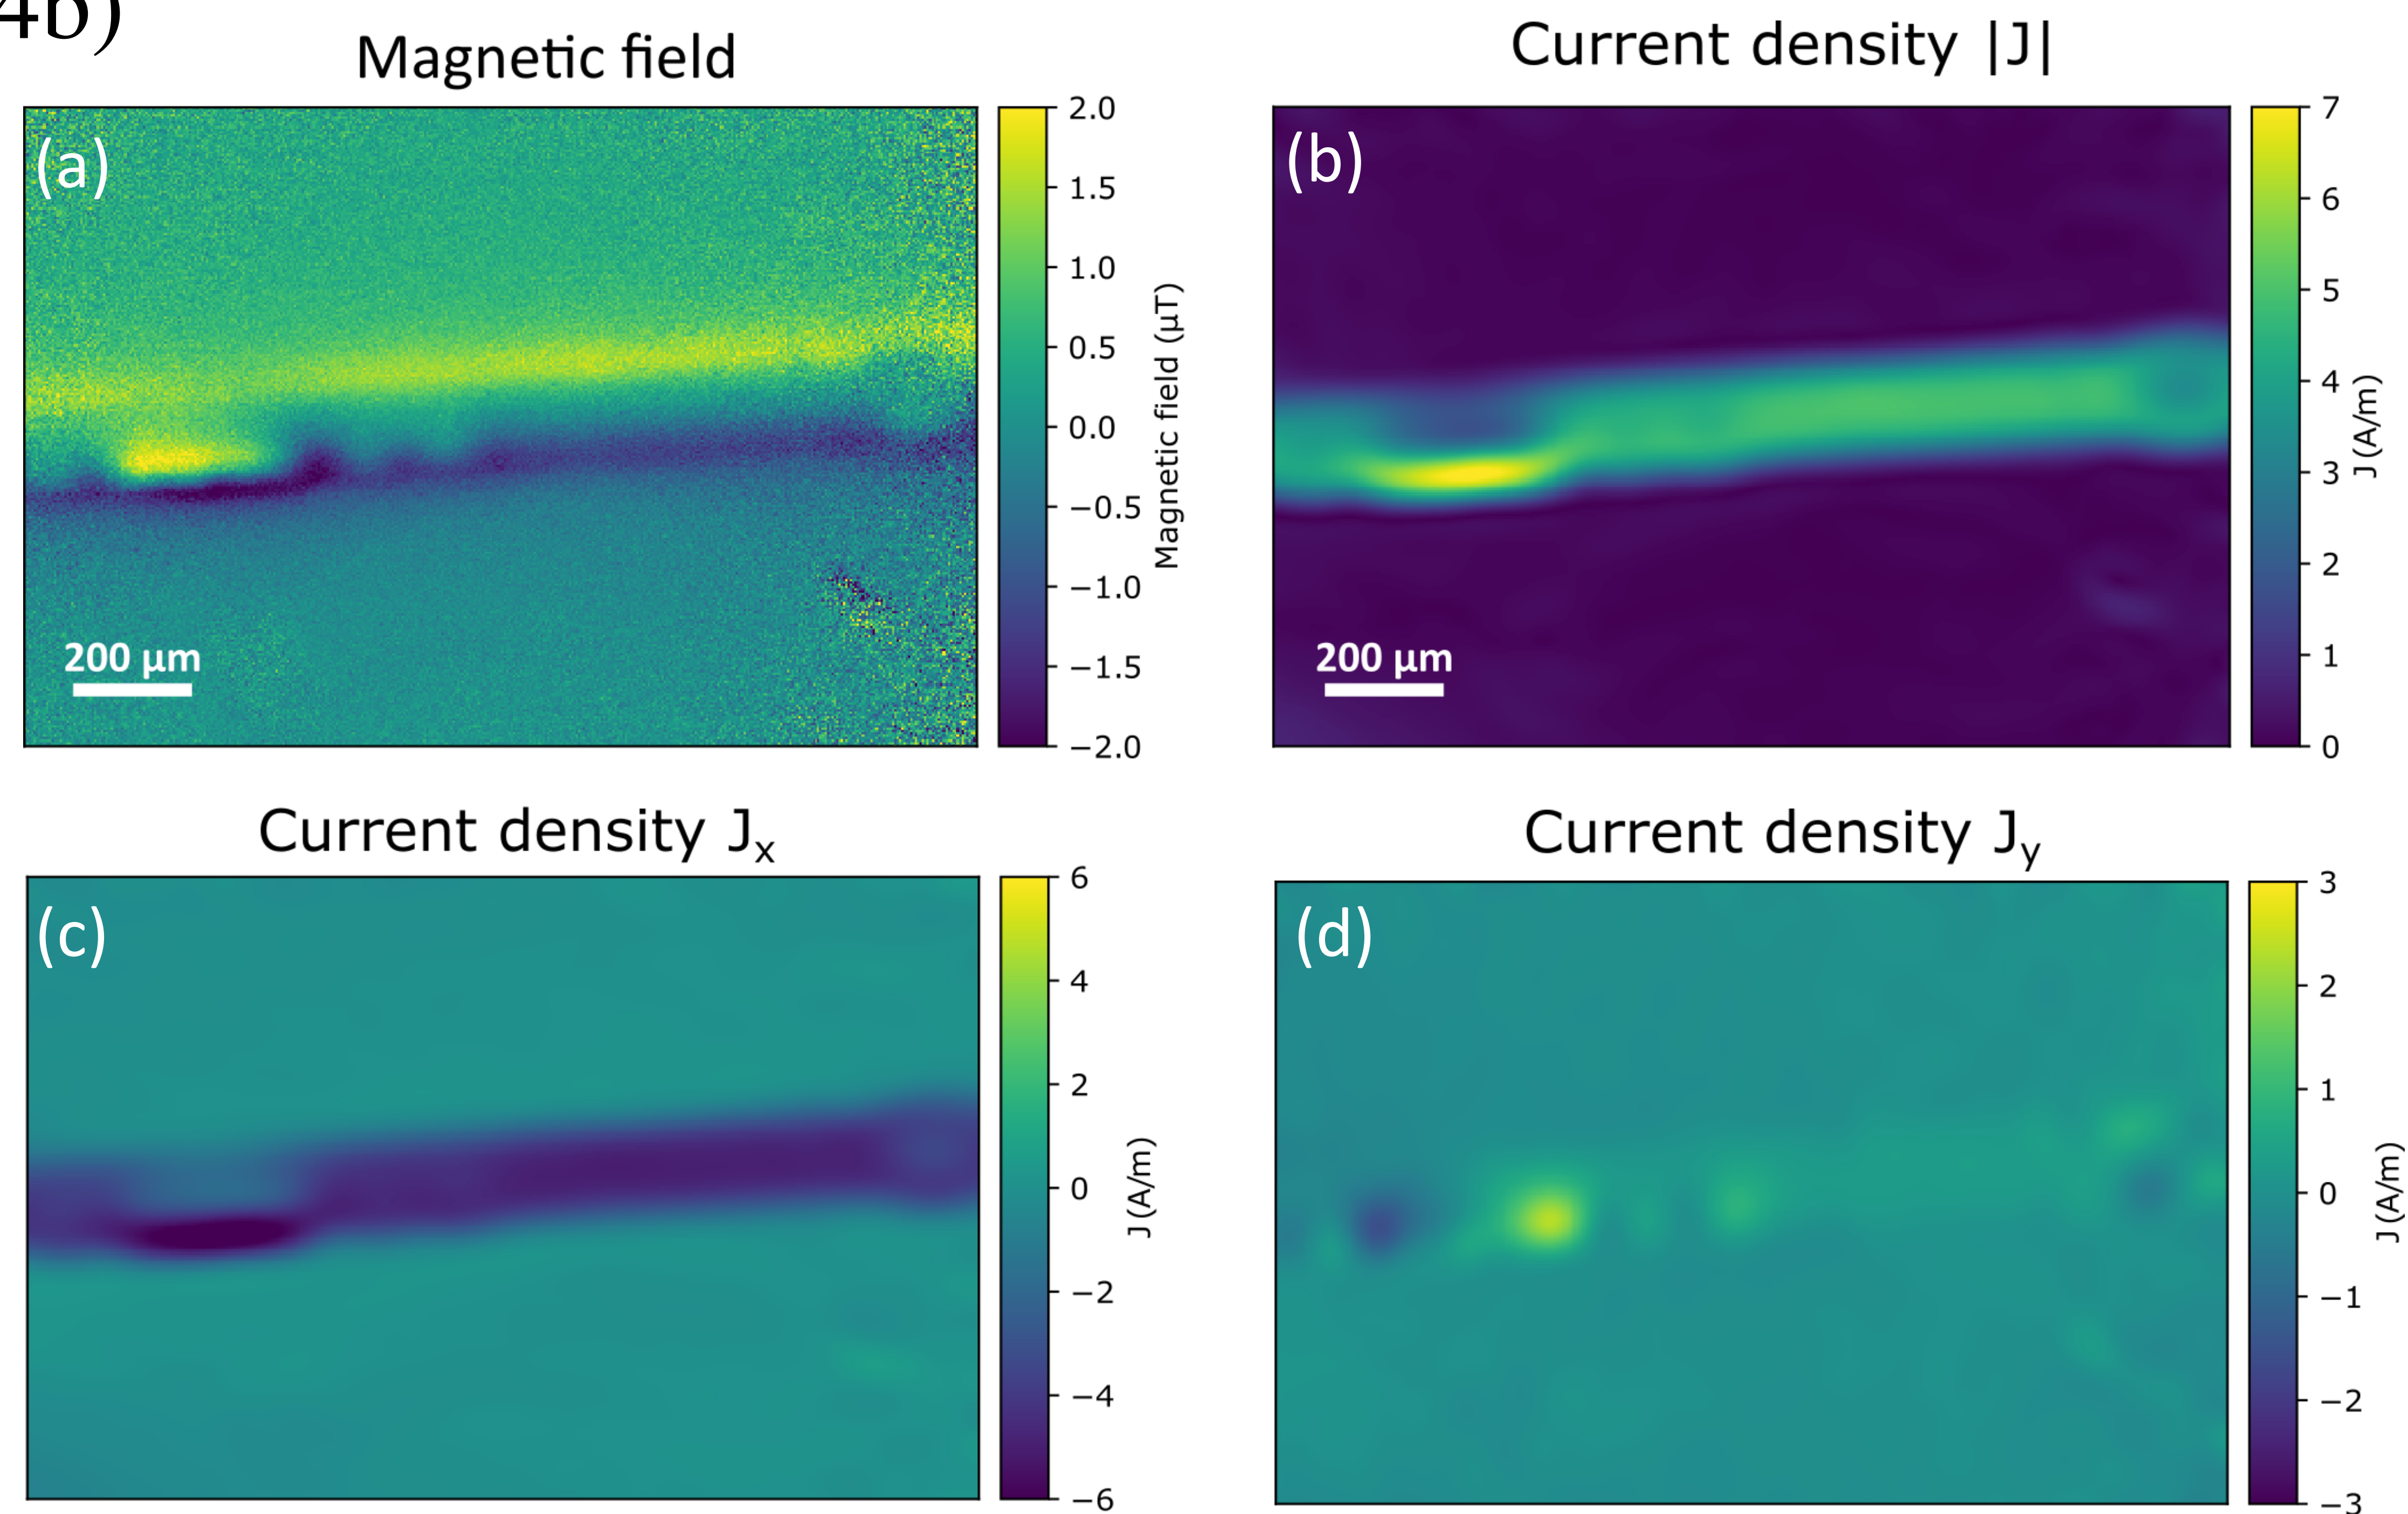 4b)
Magnetic field
Current density |J|
(a)
2.0
1.5
1.0
0.5
0.0
−0.5
−1.0
−1.5
−2.0
Magnetic field (µT)
200 µm
(b)
7
6
5
4
3
2
1
0
J (A/m)
200 µm
Current density Jx
Current density Jy
(c)
6
4
2
0
−2
−4
−6
J (A/m)
(d)
3
2
1
0
−1
−2
−3
J (A/m)